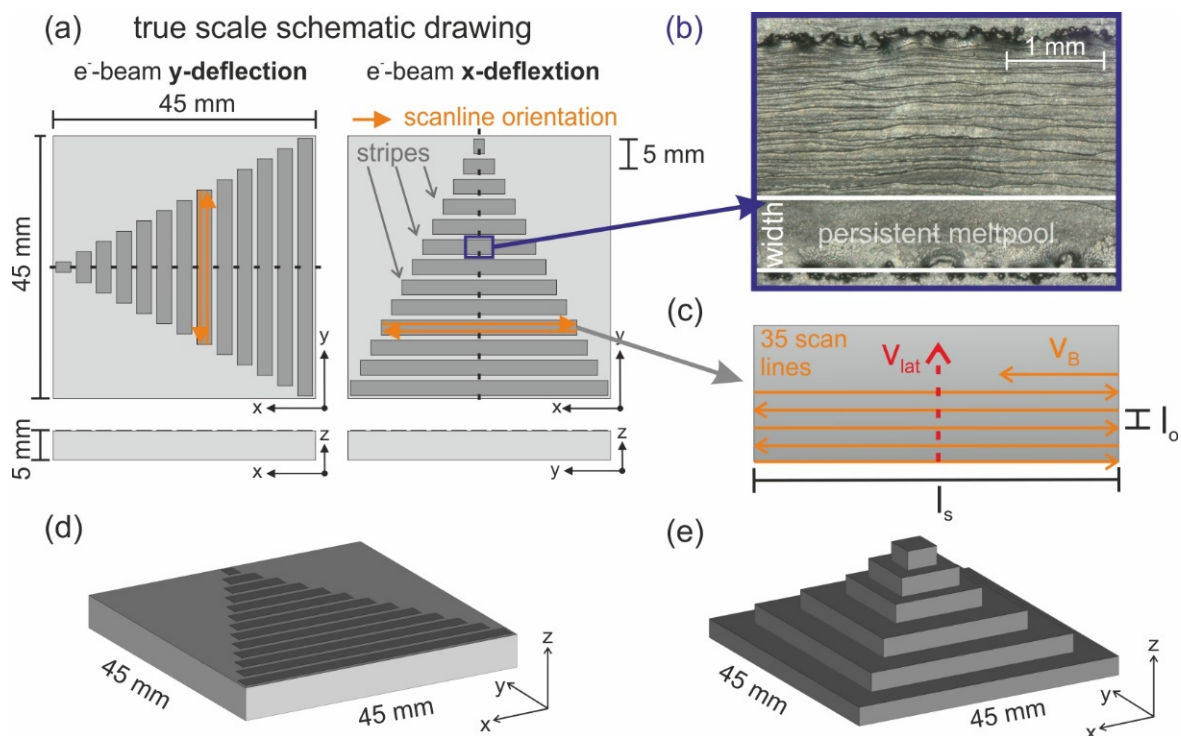 (a) true scale schematic drawing
e⁻-beam y-deflection
45 mm
45 mm
x
y
5 mm
x
z
e⁻-beam x-deflextion
scanline orientation
stripes
5 mm
x
y
y
z
(b)
1 mm
width
persistent meltpool
(c)
35 scan
lines
V_lat
V_B
l_o
l_s
(d)
45 mm
45 mm
z
y
x
(e)
45 mm
45 mm
z
y
x